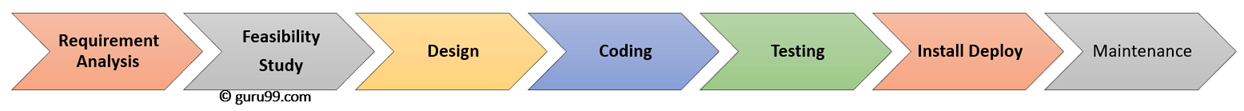 Requirement
Analysis
Feasibility
Study
Design
Coding
Testing
Install Deploy
Maintenance
© guru99.com